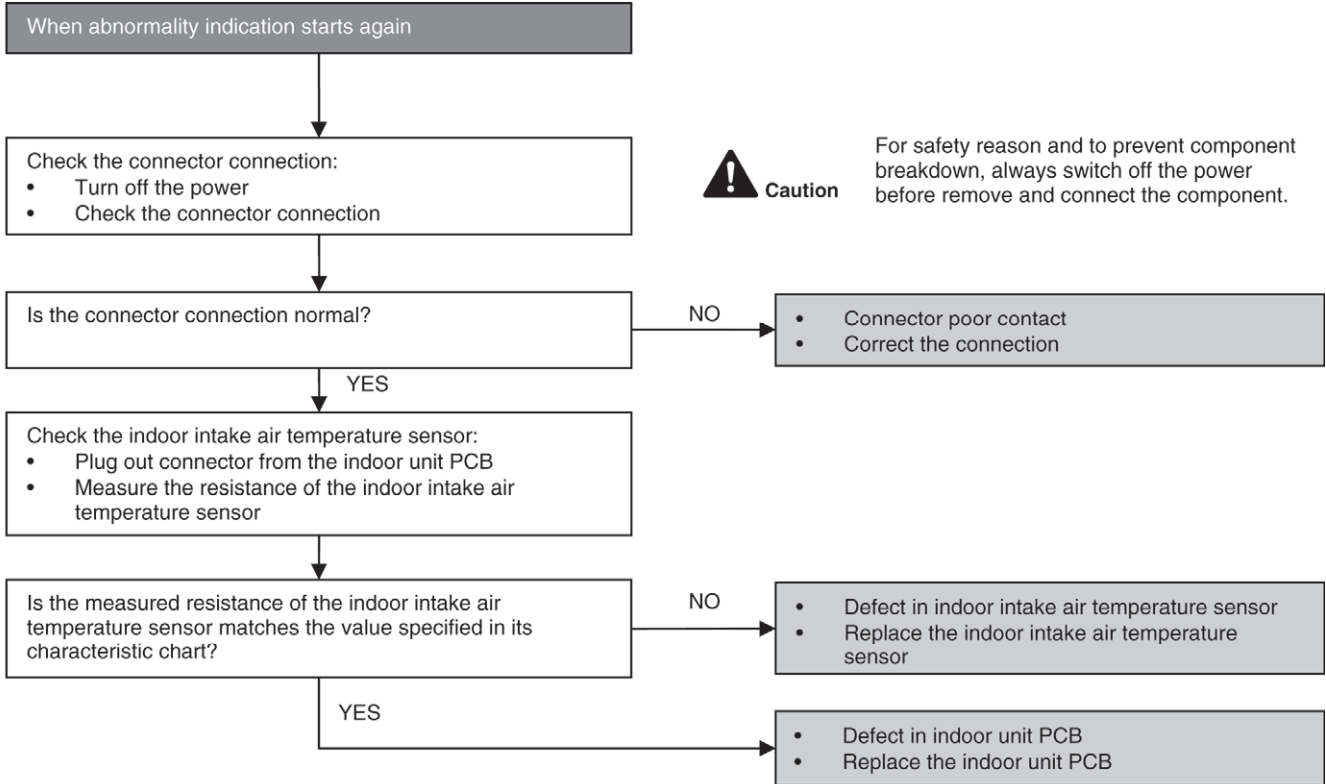 When abnormality indication starts again
Check the connector connection:
• Turn off the power
• Check the connector connection
Caution
For safety reason and to prevent component
breakdown, always switch off the power
before remove and connect the component.
Is the connector connection normal?
NO
• Connector poor contact
• Correct the connection
YES
Check the indoor intake air temperature sensor:
• Plug out connector from the indoor unit PCB
• Measure the resistance of the indoor intake air
temperature sensor
Is the measured resistance of the indoor intake air
temperature sensor matches the value specified in its
characteristic chart?
NO
• Defect in indoor intake air temperature sensor
• Replace the indoor intake air temperature
sensor
YES
• Defect in indoor unit PCB
• Replace the indoor unit PCB